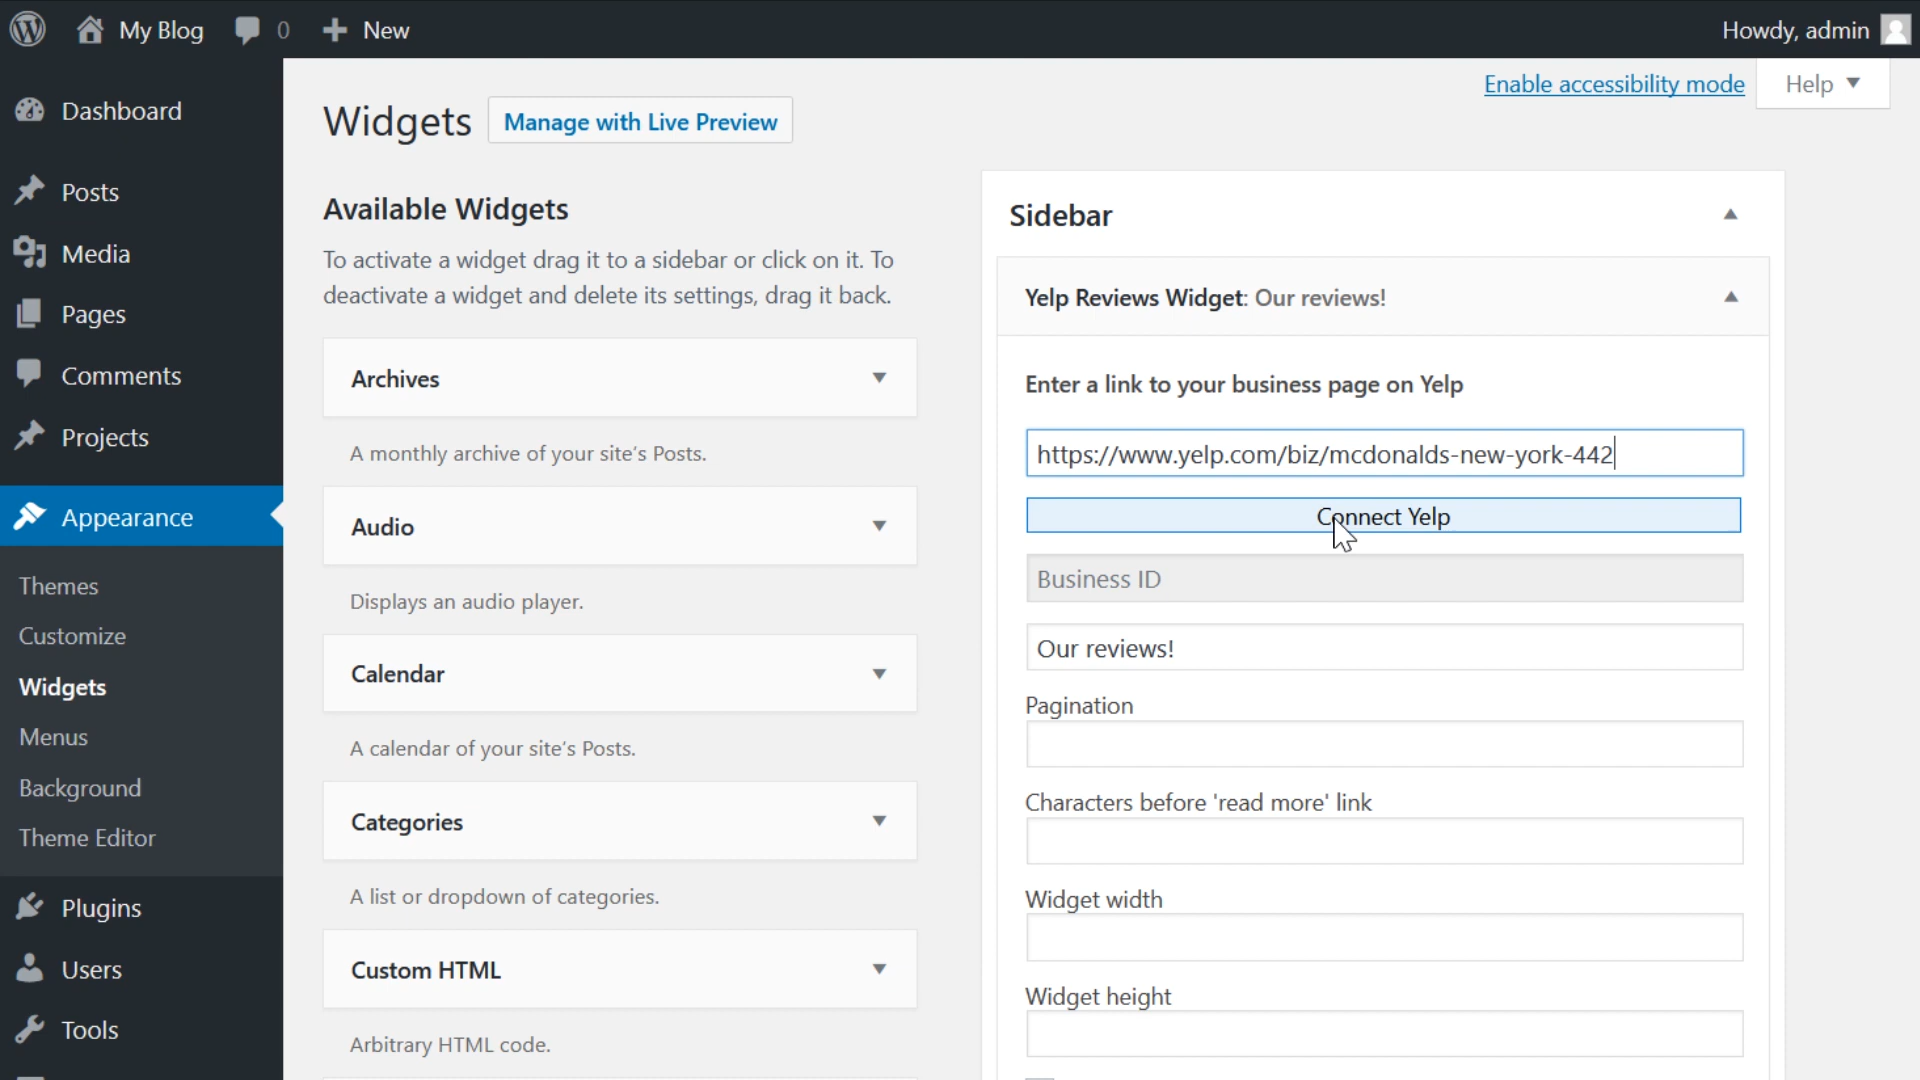 My Blog 0 New Howdy, admin
Enable accessibility mode Help
Dashboard
Posts
Media
Pages
Comments
Projects
Appearance
Themes
Customize
Widgets
Menus
Background
Theme Editor
Plugins
Users
Tools
Widgets Manage with Live Preview
Available Widgets
To activate a widget drag it to a sidebar or click on it. To
deactivate a widget and delete its settings, drag it back.
Archives
A monthly archive of your site's Posts.
Audio
Displays an audio player.
Calendar
A calendar of your site's Posts.
Categories
A list or dropdown of categories.
Custom HTML
Arbitrary HTML code.
Sidebar
Yelp Reviews Widget: Our reviews!
Enter a link to your business page on Yelp
https://www.yelp.com/biz/mcdonalds-new-york-442
Connect Yelp
Business ID
Our reviews!
Pagination
Characters before 'read more' link
Widget width
Widget height